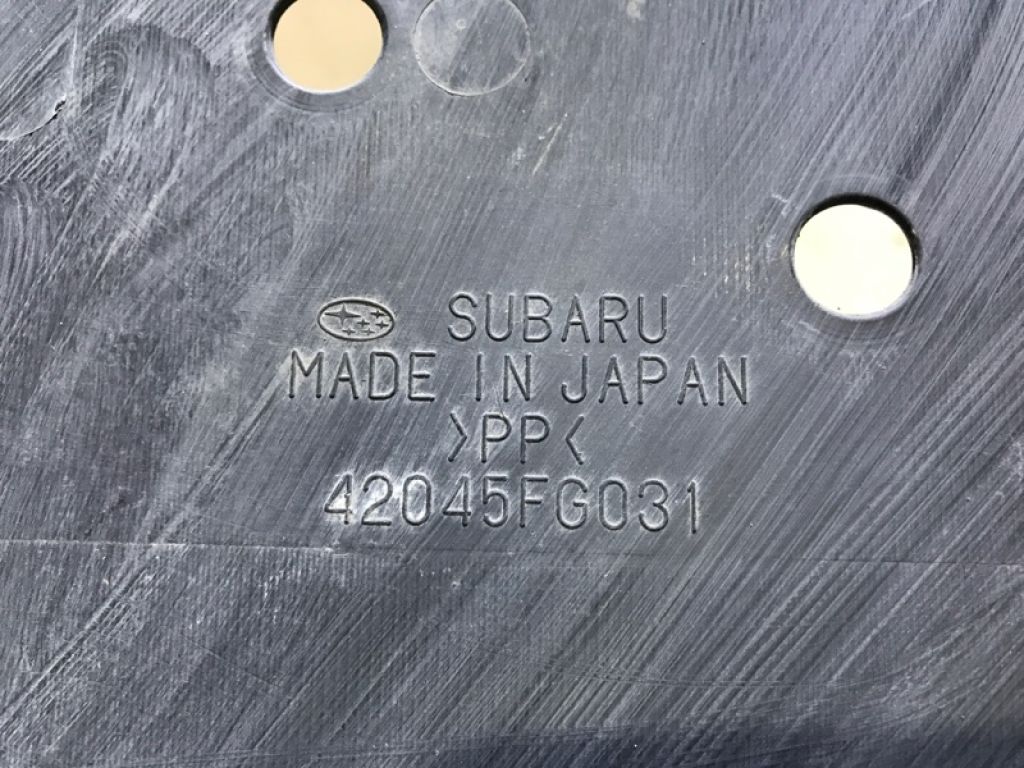 SUBARU
MADE IN JAPAN
>PP<
42045FG031